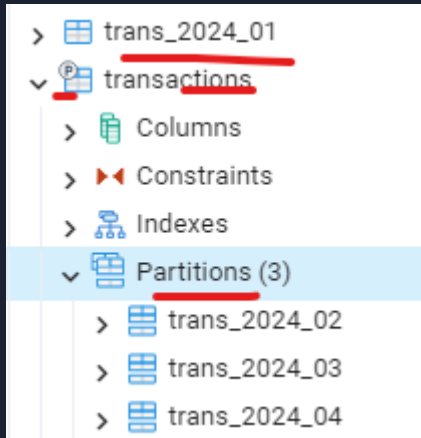 trans_2024_01
P transactions
Columns
Constraints
Indexes
Partitions (3)
trans_2024_02
trans_2024_03
trans_2024_04